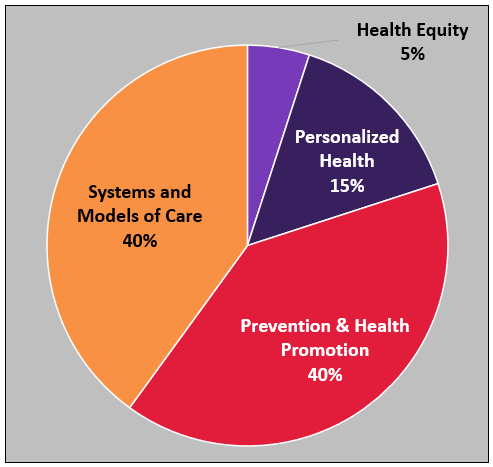 Health Equity
5%
Personalized
Health
15%
Systems and
Models of Care
40%
Prevention & Health
Promotion
40%